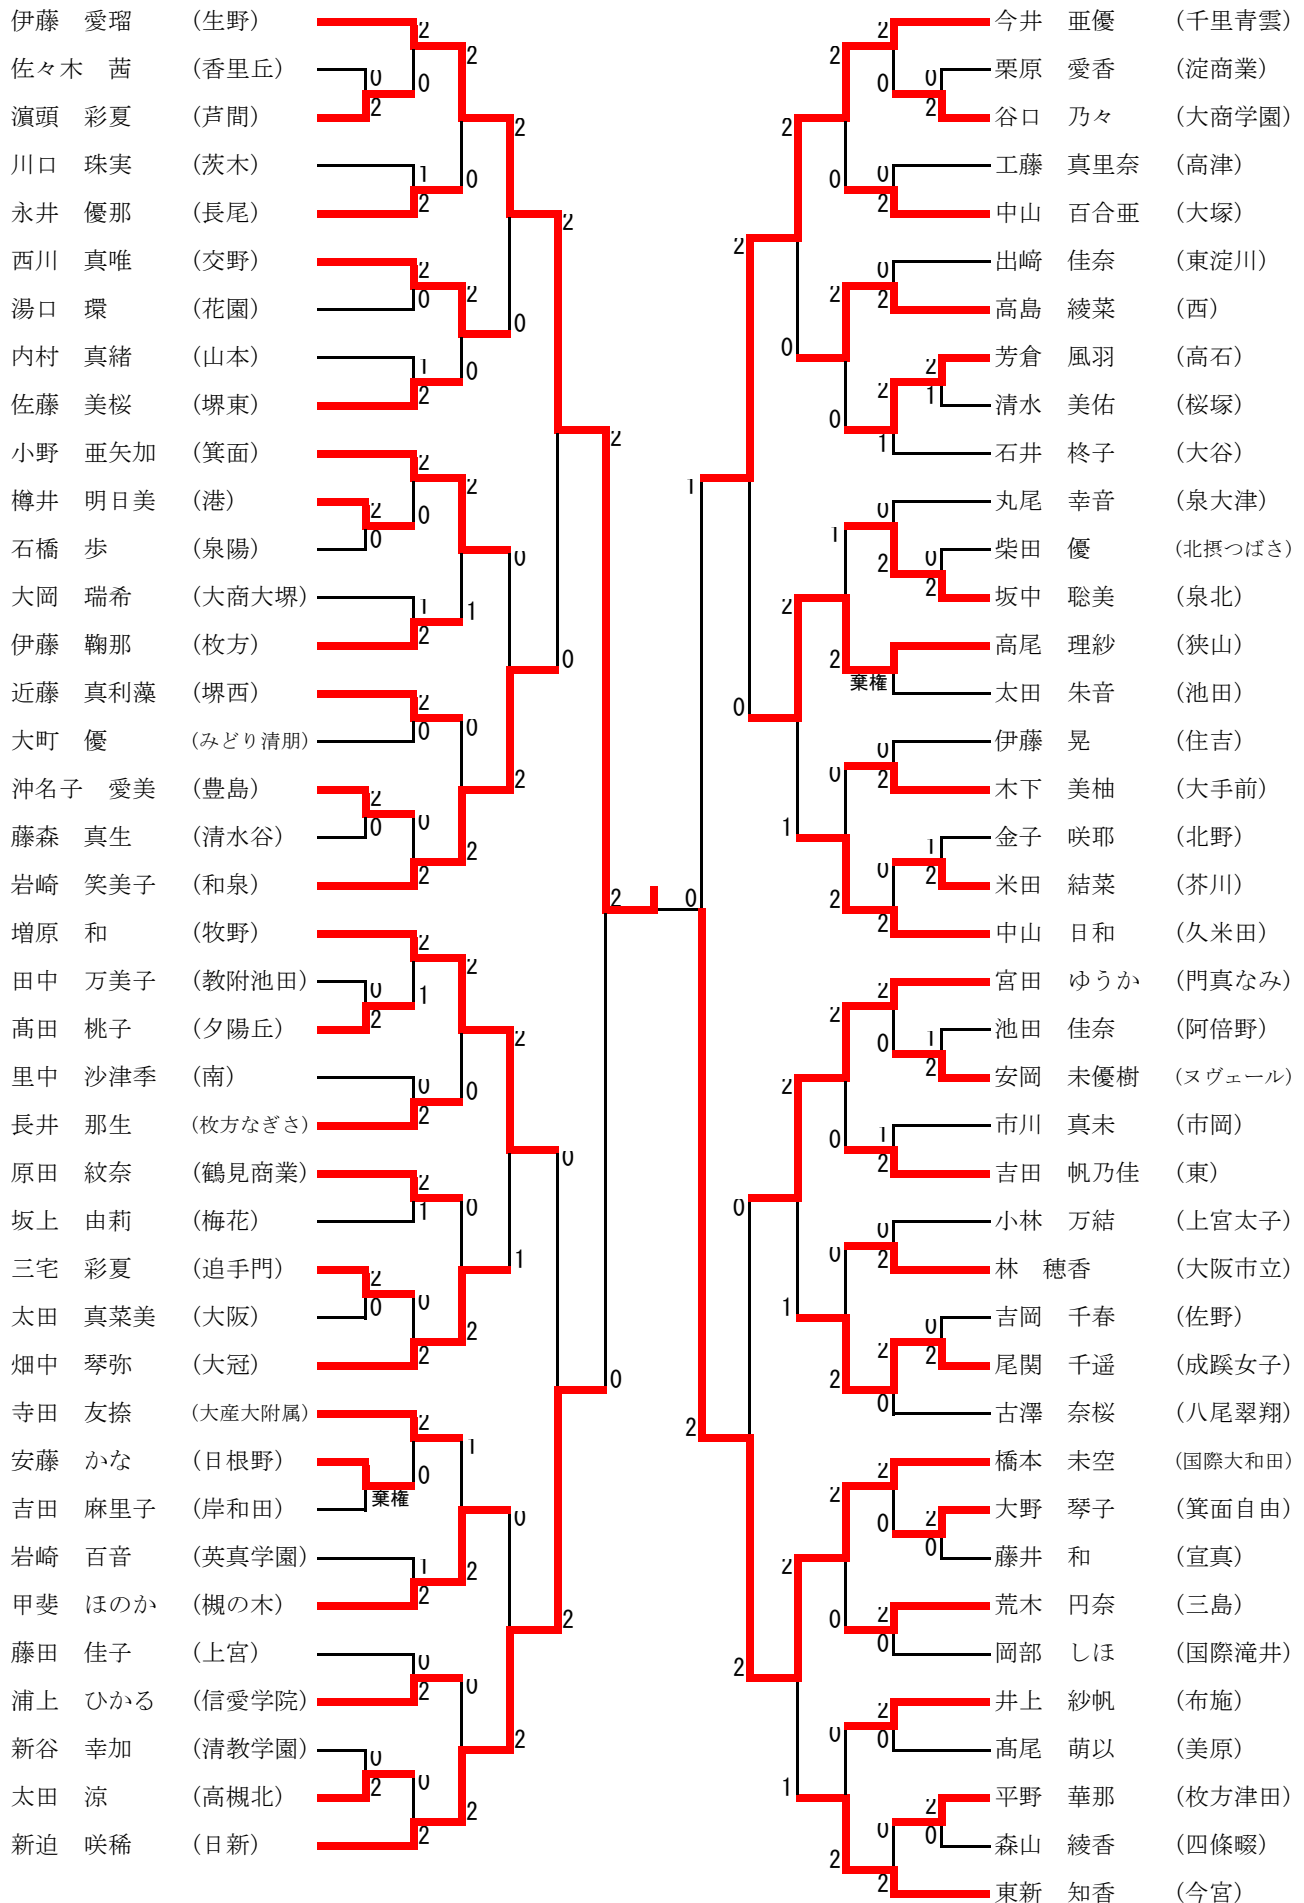 伊藤 愛瑠 (生野)
佐々木 茜 (香里丘)
濵頭 彩夏 (芦間)
川口 珠実 (茨木)
永井 優那 (長尾)
西川 真唯 (交野)
湯口 環 (花園)
内村 真緒 (山本)
佐藤 美桜 (堺東)
小野 亜矢加 (箕面)
樽井 明日美 (港)
石橋 歩 (泉陽)
大岡 瑞希 (大商大堺)
伊藤 鞠那 (枚方)
近藤 真利藻 (堺西)
大町 優 (みどり清朋)
沖名子 愛美 (豊島)
藤森 真生 (清水谷)
岩崎 笑美子 (和泉)
増原 和 (牧野)
田中 万美子 (教附池田)
髙田 桃子 (夕陽丘)
里中 沙津季 (南)
長井 那生 (枚方なぎさ)
原田 紋奈 (鶴見商業)
坂上 由莉 (梅花)
三宅 彩夏 (追手門)
太田 真菜美 (大阪)
畑中 琴弥 (大冠)
寺田 友捺 (大産大附属)
安藤 かな (日根野)
棄権
吉田 麻里子 (岸和田)
岩崎 百音 (英真学園)
甲斐 ほのか (槻の木)
藤田 佳子 (上宮)
浦上 ひかる (信愛学院)
新谷 幸加 (清教学園)
太田 涼 (高槻北)
新迫 咲稀 (日新)
今井 亜優 (千里青雲)
栗原 愛香 (淀商業)
谷口 乃々 (大商学園)
工藤 真里奈 (高津)
中山 百合亜 (大塚)
出﨑 佳奈 (東淀川)
高島 綾菜 (西)
芳倉 風羽 (高石)
清水 美佑 (桜塚)
石井 柊子 (大谷)
丸尾 幸音 (泉大津)
柴田 優 (北摂つばさ)
坂中 聡美 (泉北)
高尾 理紗 (狭山)
棄権
太田 朱音 (池田)
伊藤 晃 (住吉)
木下 美柚 (大手前)
金子 咲耶 (北野)
米田 結菜 (芥川)
中山 日和 (久米田)
宮田 ゆうか (門真なみ)
池田 佳奈 (阿倍野)
安岡 未優樹 (ヌヴェール)
市川 真未 (市岡)
吉田 帆乃佳 (東)
小林 万結 (上宮太子)
林 穂香 (大阪市立)
吉岡 千春 (佐野)
尾関 千遥 (成蹊女子)
古澤 奈桜 (八尾翠翔)
橋本 未空 (国際大和田)
大野 琴子 (箕面自由)
藤井 和 (宣真)
荒木 円奈 (三島)
岡部 しほ (国際滝井)
井上 紗帆 (布施)
髙尾 萌以 (美原)
平野 華那 (枚方津田)
森山 綾香 (四條畷)
東新 知香 (今宮)